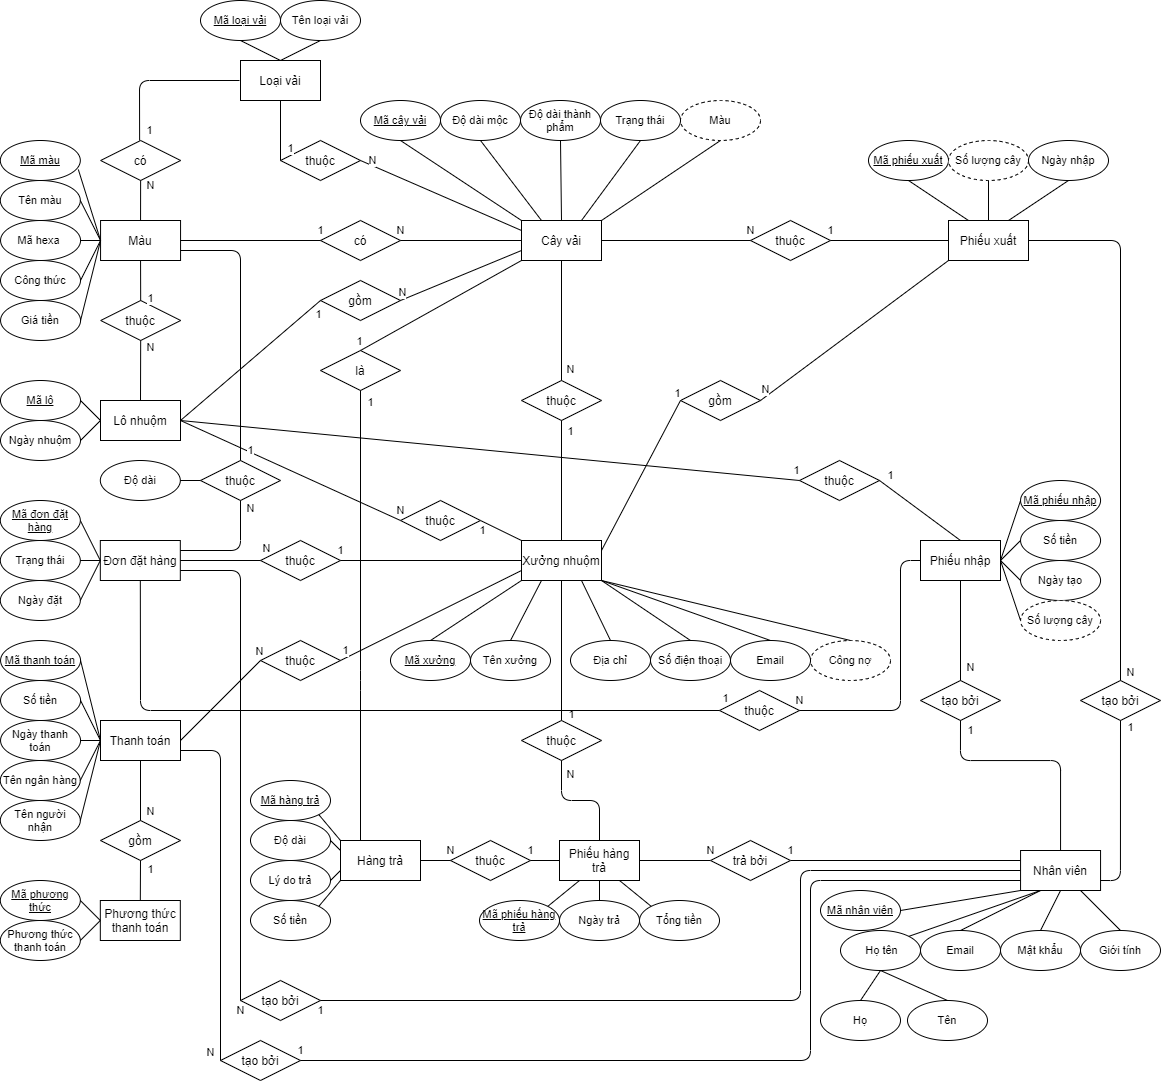 Mã loại vải
Tên loại vải
Loại vải
1
có
N
1
thuộc
N
Mã cây vải
Độ dài mộc
Độ dài thành
phẩm
Trạng thái
Màu
Mã phiếu xuất
Số lượng cây
Ngày nhập
Mã màu
Tên màu
Mã hexa
Công thức
Giá tiền
Màu
1
có
N
Cây vải
N
thuộc
1
Phiếu xuất
1
thuộc
N
1
gồm
N
1
là
1
N
thuộc
1
1
gồm
N
Mã lô
Ngày nhuộm
Lô nhuộm
Độ dài
1
thuộc
N
N
thuộc
1
1
thuộc
1
Mã phiếu nhập
Số tiền
Ngày tạo
Số lượng cây
Phiếu nhập
Mã đơn đặt
hàng
Trạng thái
Ngày đặt
Đơn đặt hàng
N
thuộc
1
Xưởng nhuộm
Mã xưởng
Tên xưởng
Địa chỉ
Số điện thoại
Email
Công nợ
N
thuộc
1
1
thuộc
N
N
tạo bởi
1
N
tạo bởi
1
Mã thanh toán
Số tiền
Ngày thanh
toán
Tên ngân hàng
Tên người
nhận
Thanh toán
1
thuộc
N
N
gồm
1
Mã phương
thức
Phương thức
thanh toán
Phương thức
thanh toán
Mã hàng trả
Độ dài
Lý do trả
Số tiền
Hàng trả
N
thuộc
1
Phiếu hàng
trả
Mã phiếu hàng
trả
Ngày trả
Tổng tiền
N
trả bởi
1
Nhân viên
Mã nhân viên
Họ tên
Email
Mật khẩu
Giới tính
Họ
Tên
N
tạo bởi
1
N
tạo bởi
1